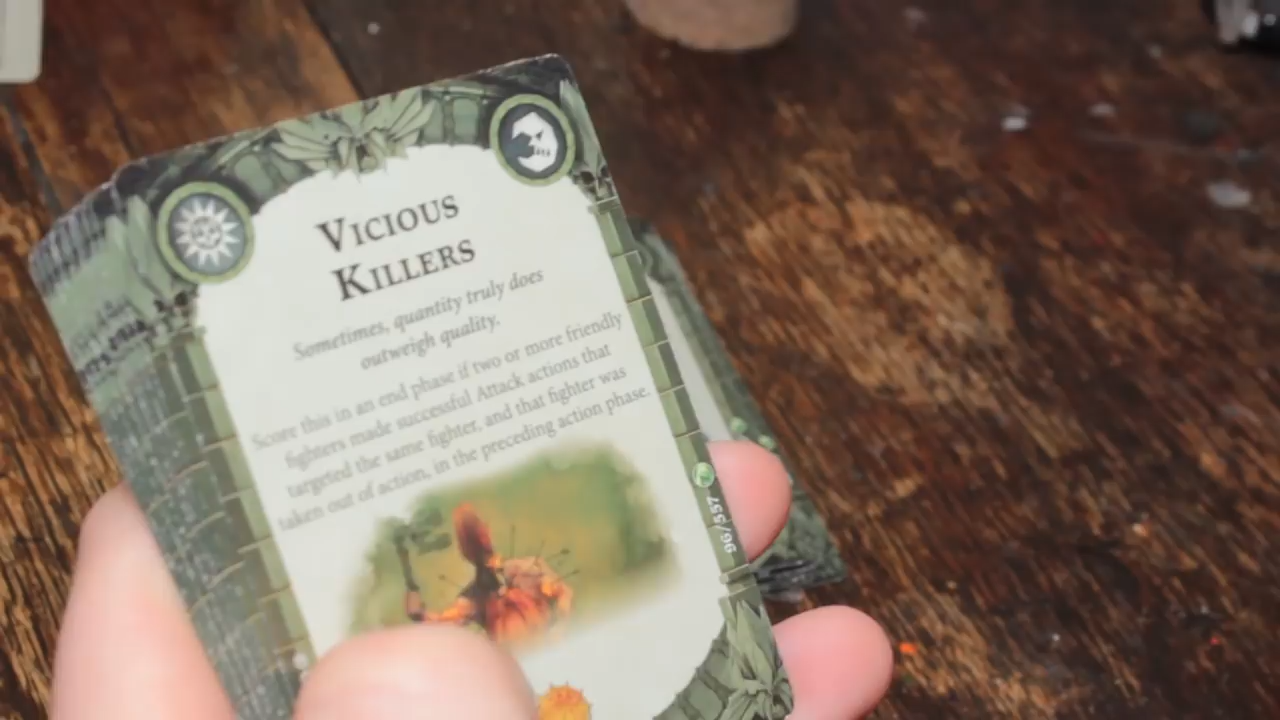 VICIOUS
KILLERS
Sometimes, quantity truly does
outweigh quality.
Score this in an end phase if two or more friendly
fighters made successful Attack actions that
targeted the same fighter, and that fighter was
taken out of action, in the preceding action phase.
96/557